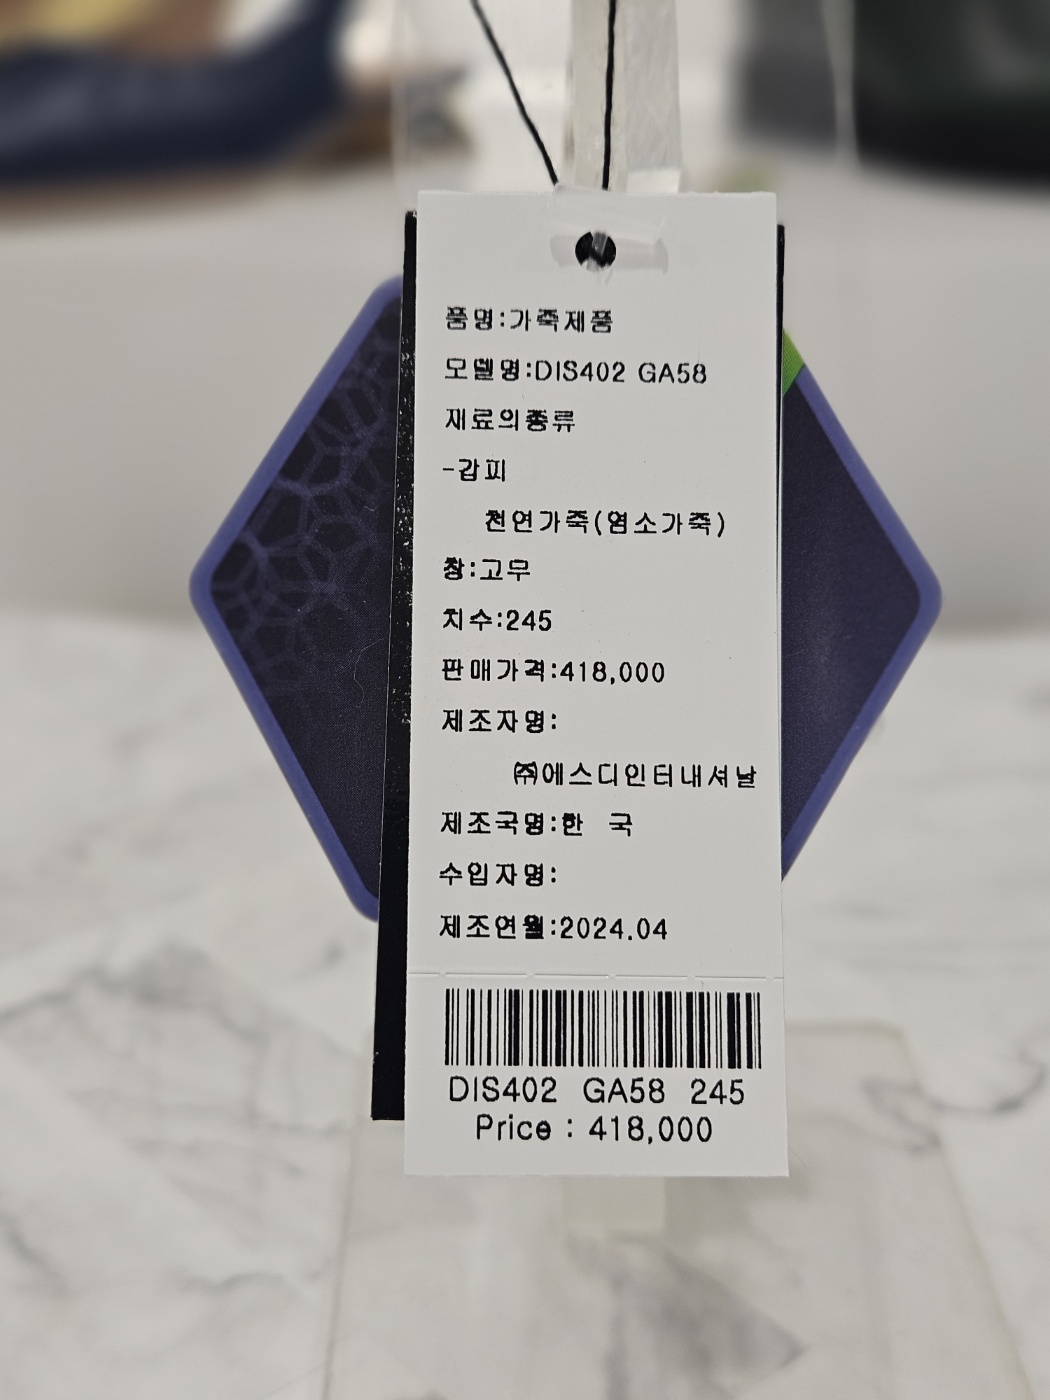 품명:가죽제품
모델명:DIS402 GA58
재료의종류
-갑피
천연가죽(염소가죽)
창:고무
치수:245
판매가격:418,000
제조자명:
㈜에스디인터내셔날
제조국명:한 국
수입자명:
제조연월:2024.04
DIS402 GA58 245
Price : 418,000